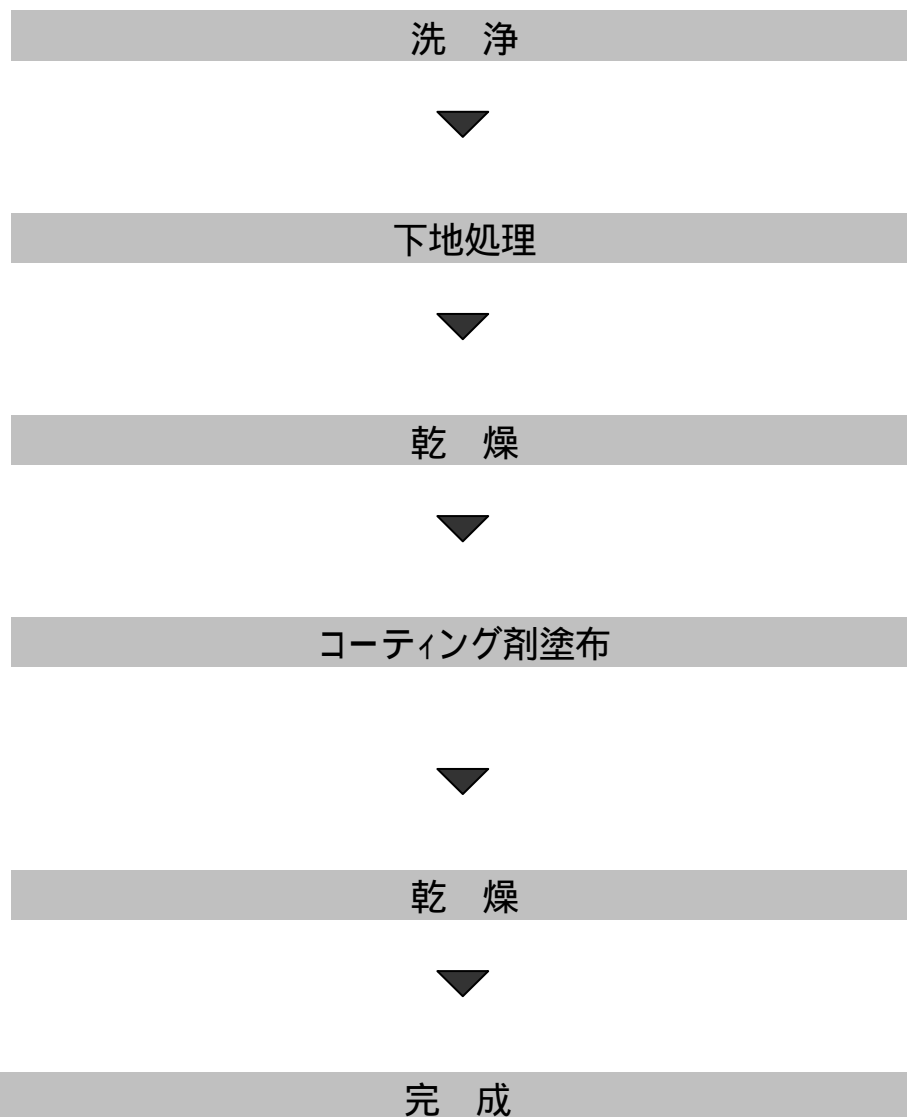 洗　浄
下地処理
乾　燥
コーティング剤塗布
乾　燥
完　成